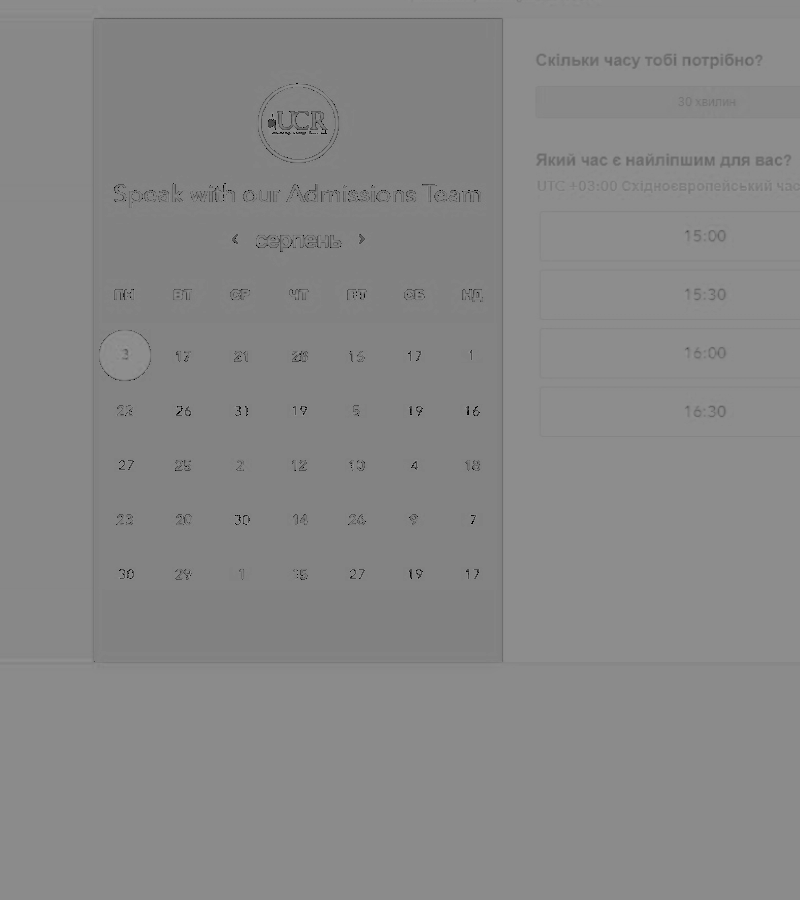 UCR
Speak with our Admissions Team
‹ серпень ›
ПН ВТ СР ЧТ ПТ СБ НД
3 17 21 28 15 17 1
26 31 19 5 19 16
27 25 2 12 13 4 18
23 20 30 14 26 9 7
30 29 1 15 27 19 17
Скільки часу тобі потрібно?
30 хвилин
Який час є найліпшим для вас?
UTC +03:00 Східноєвропейський час
15:00
15:30
16:00
16:30